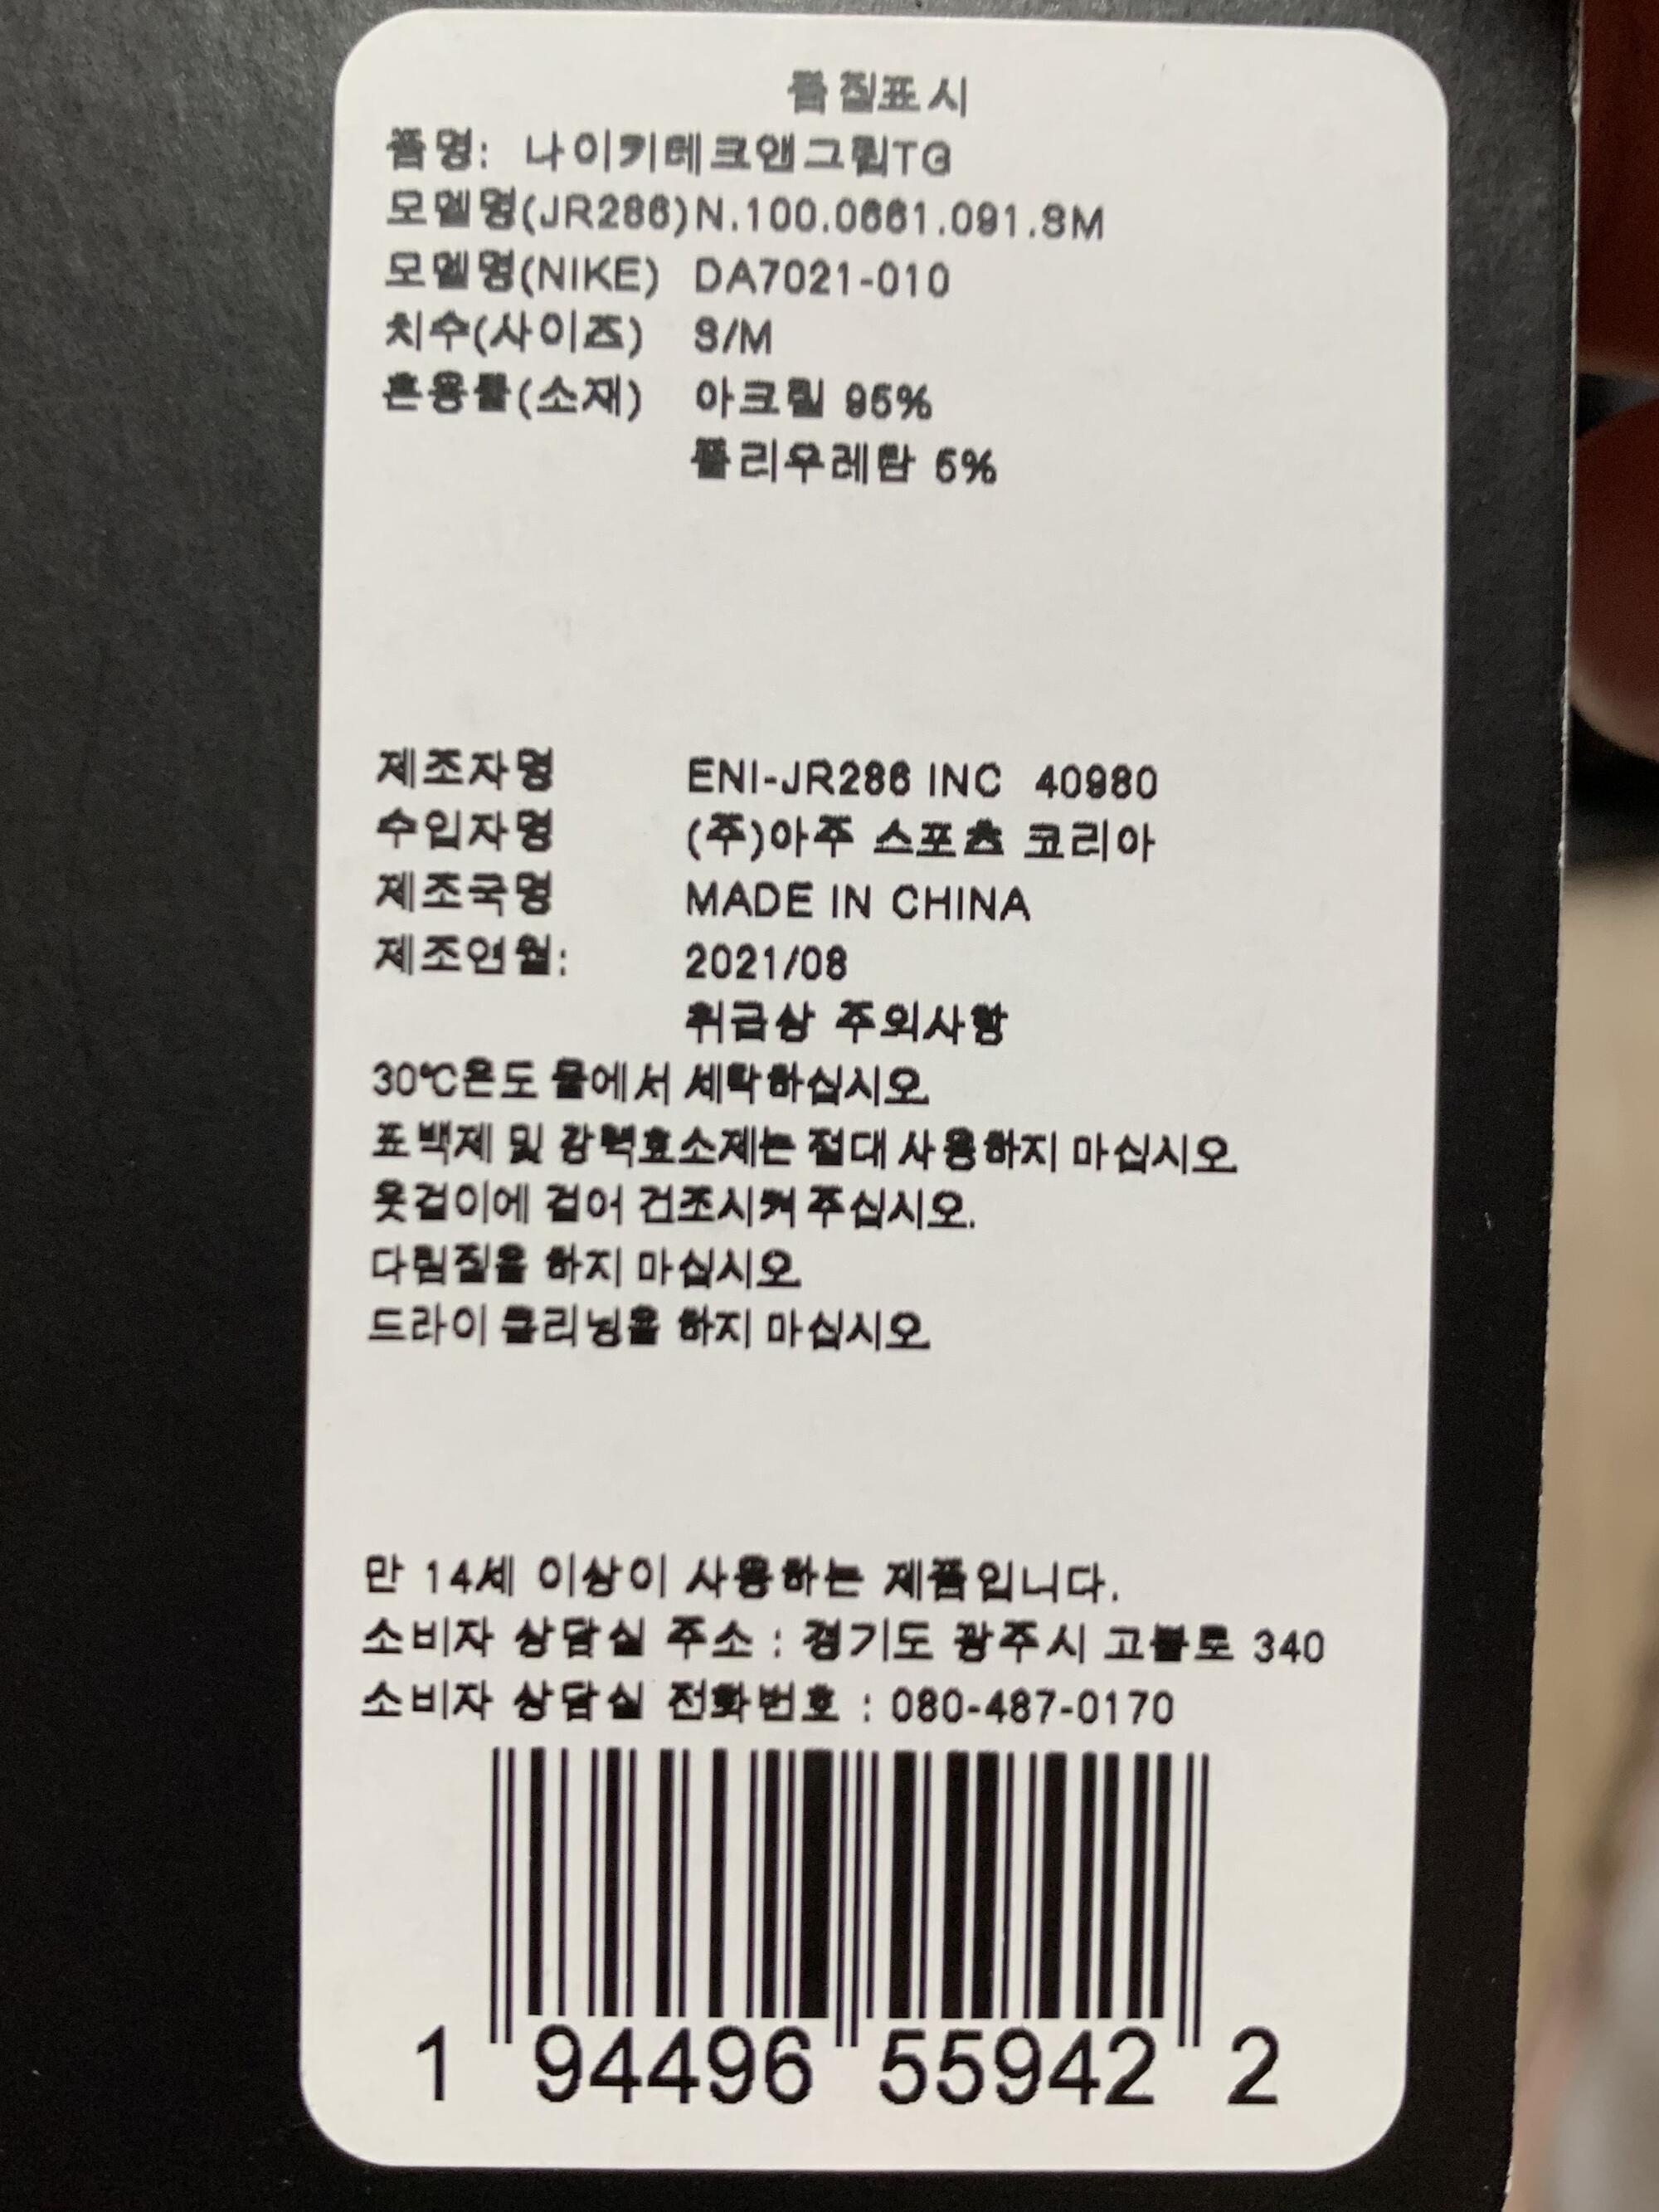 품질표시
품명: 나이키테크앤그립TG
모델명(JR286)N.100.0661.091.SM
모델명(NIKE) DA7021-010
치수(사이즈) S/M
혼용률(소재) 아크릴 95%
폴리우레탄 5%
제조자명 ENI-JR286 INC 40980
수입자명 (주)아주 스포츠 코리아
제조국명 MADE IN CHINA
제조연월: 2021/08
취급상 주의사항
30℃온도 물에서 세탁하십시오.
표백제 및 강력효소제는 절대 사용하지 마십시오.
옷걸이에 걸어 건조시켜 주십시오.
다림질을 하지 마십시오.
드라이 클리닝을 하지 마십시오.
만 14세 이상이 사용하는 제품입니다.
소비자 상담실 주소 : 경기도 광주시 고불로 340
소비자 상담실 전화번호 : 080-487-0170
1 94496 55942 2